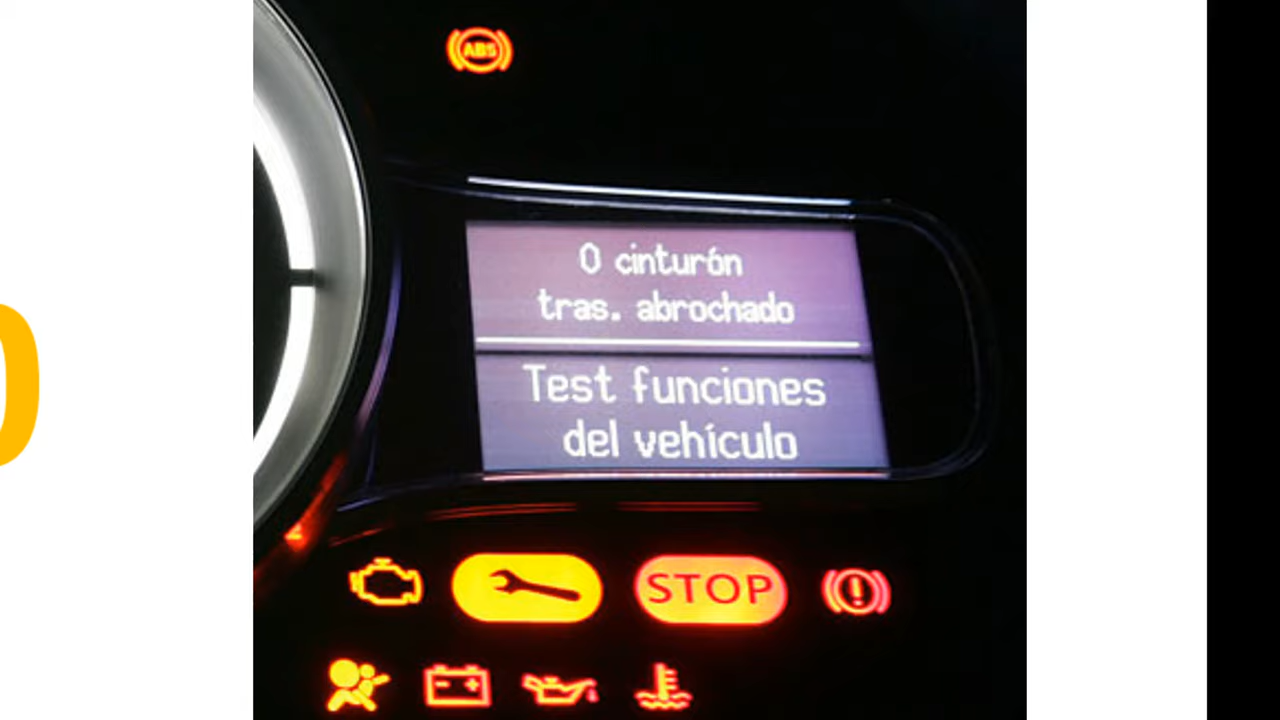 ABS
0 cinturón
tras. abrochado
Test funciones
del vehículo
STOP